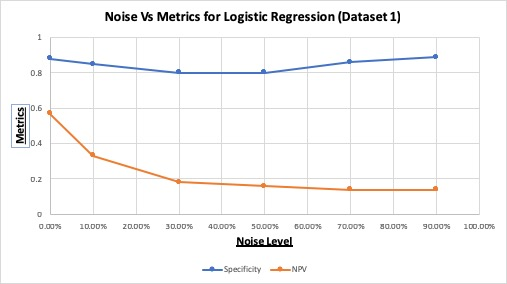 Noise Vs Metrics for Logistic Regression (Dataset 1)
1
0.8
0.6
0.4
0.2
0
Metrics
0.00% 10.00% 20.00% 30.00% 40.00% 50.00% 60.00% 70.00% 80.00% 90.00% 100.00%
Noise Level
Specificity NPV